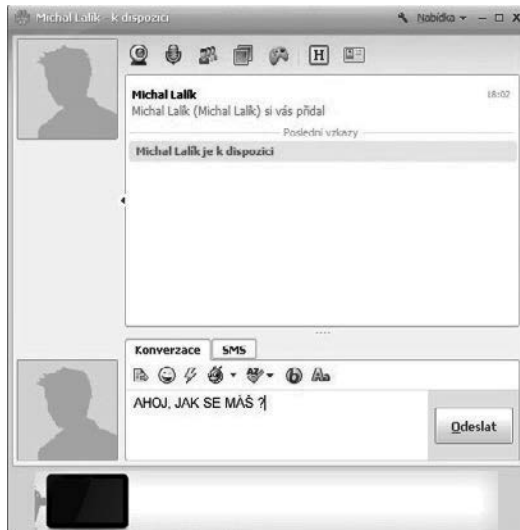 Michal Lalík - k dispozici
Nabídka
Michal Lalík 18:02
Michal Lalík (Michal Lalík) si vás přidal
Poslední vzkazy
Michal Lalík je k dispozici
Konverzace SMS
AHOJ, JAK SE MÁŠ ?
Odeslat